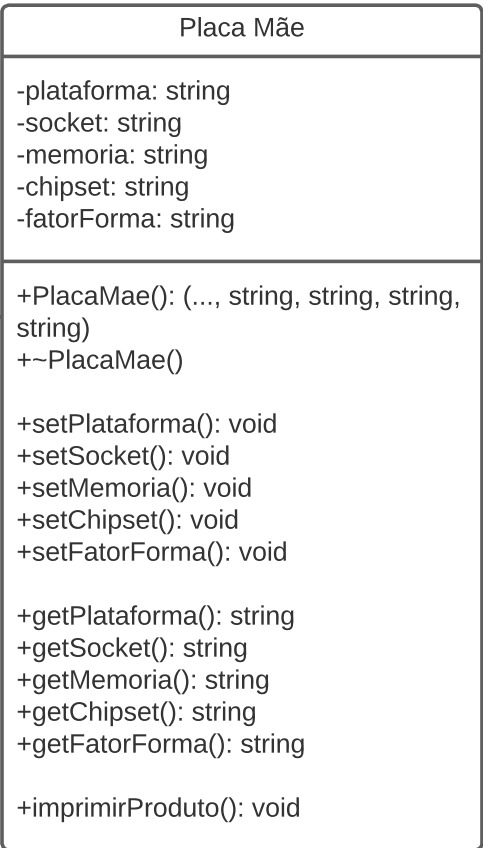 Placa Mãe
-plataforma: string
-socket: string
-memoria: string
-chipset: string
-fatorForma: string
+PlacaMae(): (..., string, string, string,
string)
+~PlacaMae()
+setPlataforma(): void
+setSocket(): void
+setMemoria(): void
+setChipset(): void
+setFatorForma(): void
+getPlataforma(): string
+getSocket(): string
+getMemoria(): string
+getChipset(): string
+getFatorForma(): string
+imprimirProduto(): void